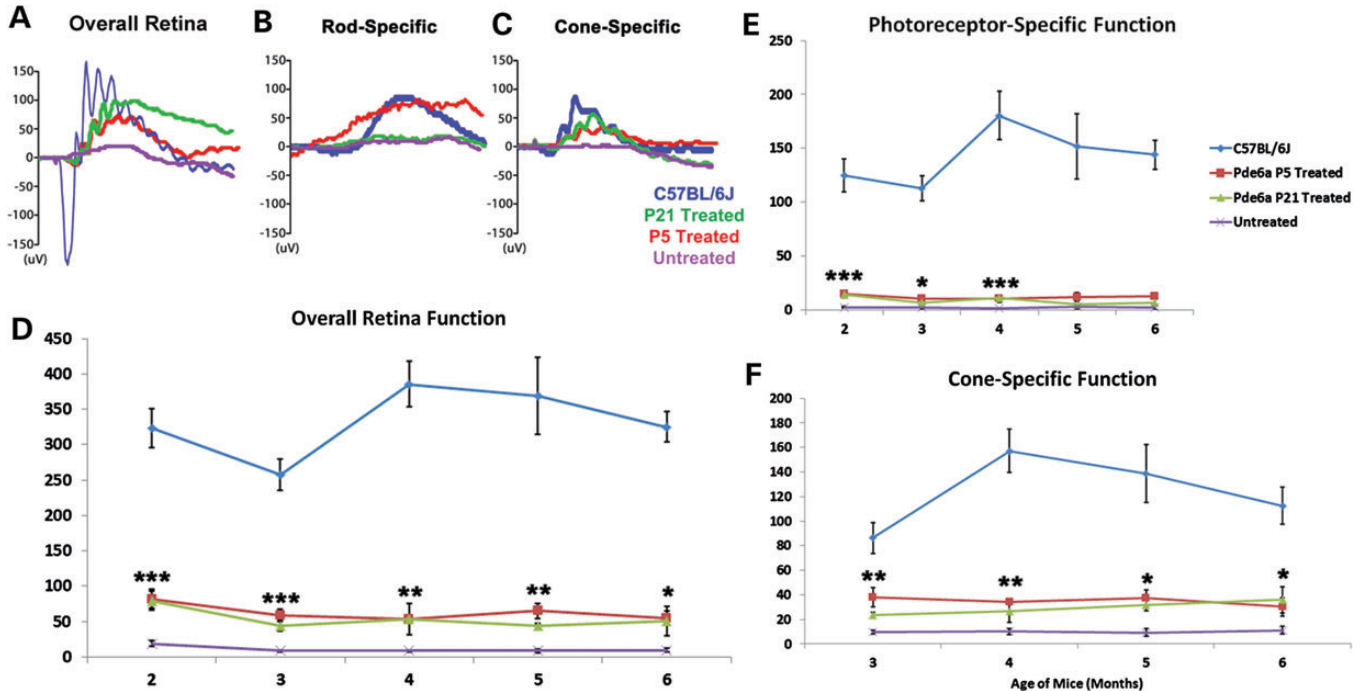 A Overall Retina
150
100
50
0
-50
-100
-150
(uV)
B Rod-Specific
150
100
50
0
-50
-100
-150
(uV)
C Cone-Specific
150
100
50
0
-50
-100
-150
(uV)
C57BL/6J
P21 Treated
P5 Treated
Untreated
D Overall Retina Function
450
400
350
300
250
200
150
100
50
0
*** *** ** ** *
2 3 4 5 6
E Photoreceptor-Specific Function
250
200
150
100
50
0
*** * ***
2 3 4 5 6
C57BL/6J
Pde6a P5 Treated
Pde6a P21 Treated
Untreated
F Cone-Specific Function
200
180
160
140
120
100
80
60
40
20
0
** ** * *
3 4 5 6
Age of Mice (Months)